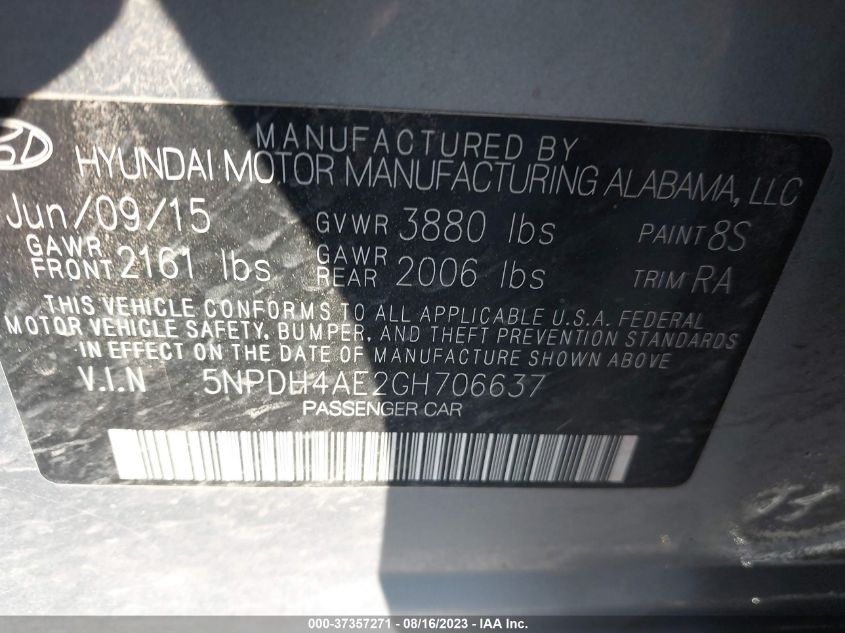 MANUFACTURED BY
HYUNDAI MOTOR MANUFACTURING ALABAMA, LLC
Jun/09/15 GVWR 3880 lbs PAINT 8S
GAWR FRONT 2161 lbs GAWR REAR 2006 lbs TRIM RA
THIS VEHICLE CONFORMS TO ALL APPLICABLE U.S.A. FEDERAL
MOTOR VEHICLE SAFETY, BUMPER, AND THEFT PREVENTION STANDARDS
IN EFFECT ON THE DATE OF MANUFACTURE SHOWN ABOVE
V.I.N 5NPDH4AE2GH706637
PASSENGER CAR
000-37357271 - 08/16/2023 - IAA Inc.